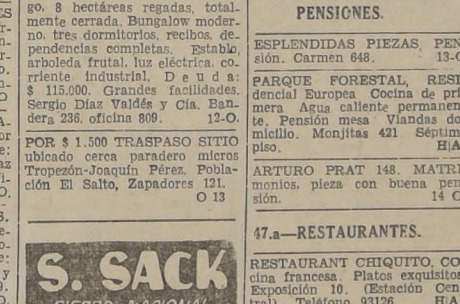 go, 8 hectáreas regadas, total-
mente cerrada, Bungalow moder-
no, tres dormitorios, recibos, de-
pendencias completas. Establo,
arboleda frutal, luz eléctrica, co-
rriente industrial. Deuda:
$ 115.000. Grandes facilidades.
Sergio Díaz Valdés y Cía. Ban-
dera 236, oficina 809. 12-O.
POR $ 1.500 TRASPASO SITIO
ubicado cerca paradero micros
Tropezón-Joaquín Pérez. Pobla-
ción El Salto, Zapadores 121.
O 13
S. SACK
PENSIONES.
ESPLENDIDAS PIEZAS, PEN
sión. Carmen 648. 13-O
PARQUE FORESTAL, RESI
dencial Europea Cocina de pri
mera Agua caliente permanen
te. Pensión mesa Viandas do
micilio. Monjitas 421 Séptim
piso. H|A
ARTURO PRAT 148. MATRI
monios, pieza con buena pen
sión. 14 O
47.a—RESTAURANTES.
RESTAURANT CHIQUITO, CO
cina francesa. Platos exquisitos
Exposición 10. (Estación Cen
tral). Teléfono 93126 H|A